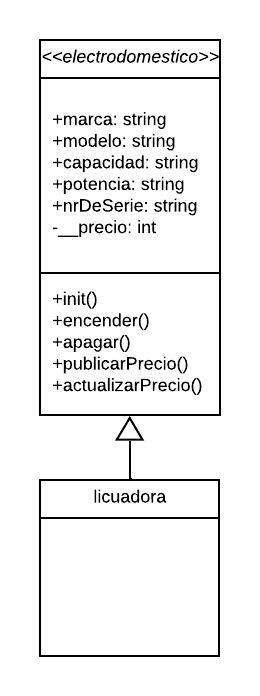 <<electrodomestico>>
+marca: string
+modelo: string
+capacidad: string
+potencia: string
+nrDeSerie: string
-__precio: int
+init()
+encender()
+apagar()
+publicarPrecio()
+actualizarPrecio()
licuadora